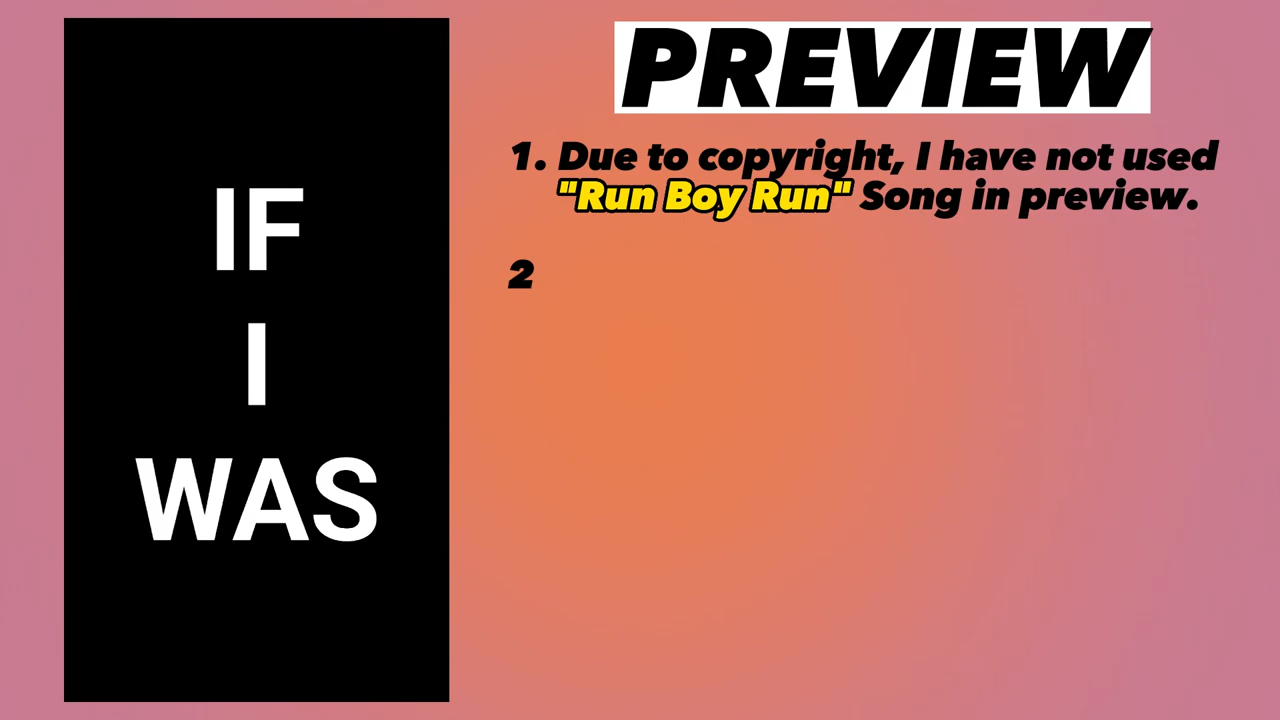 IF
I
WAS
PREVIEW
1. Due to copyright, I have not used
"Run Boy Run" Song in preview.
2